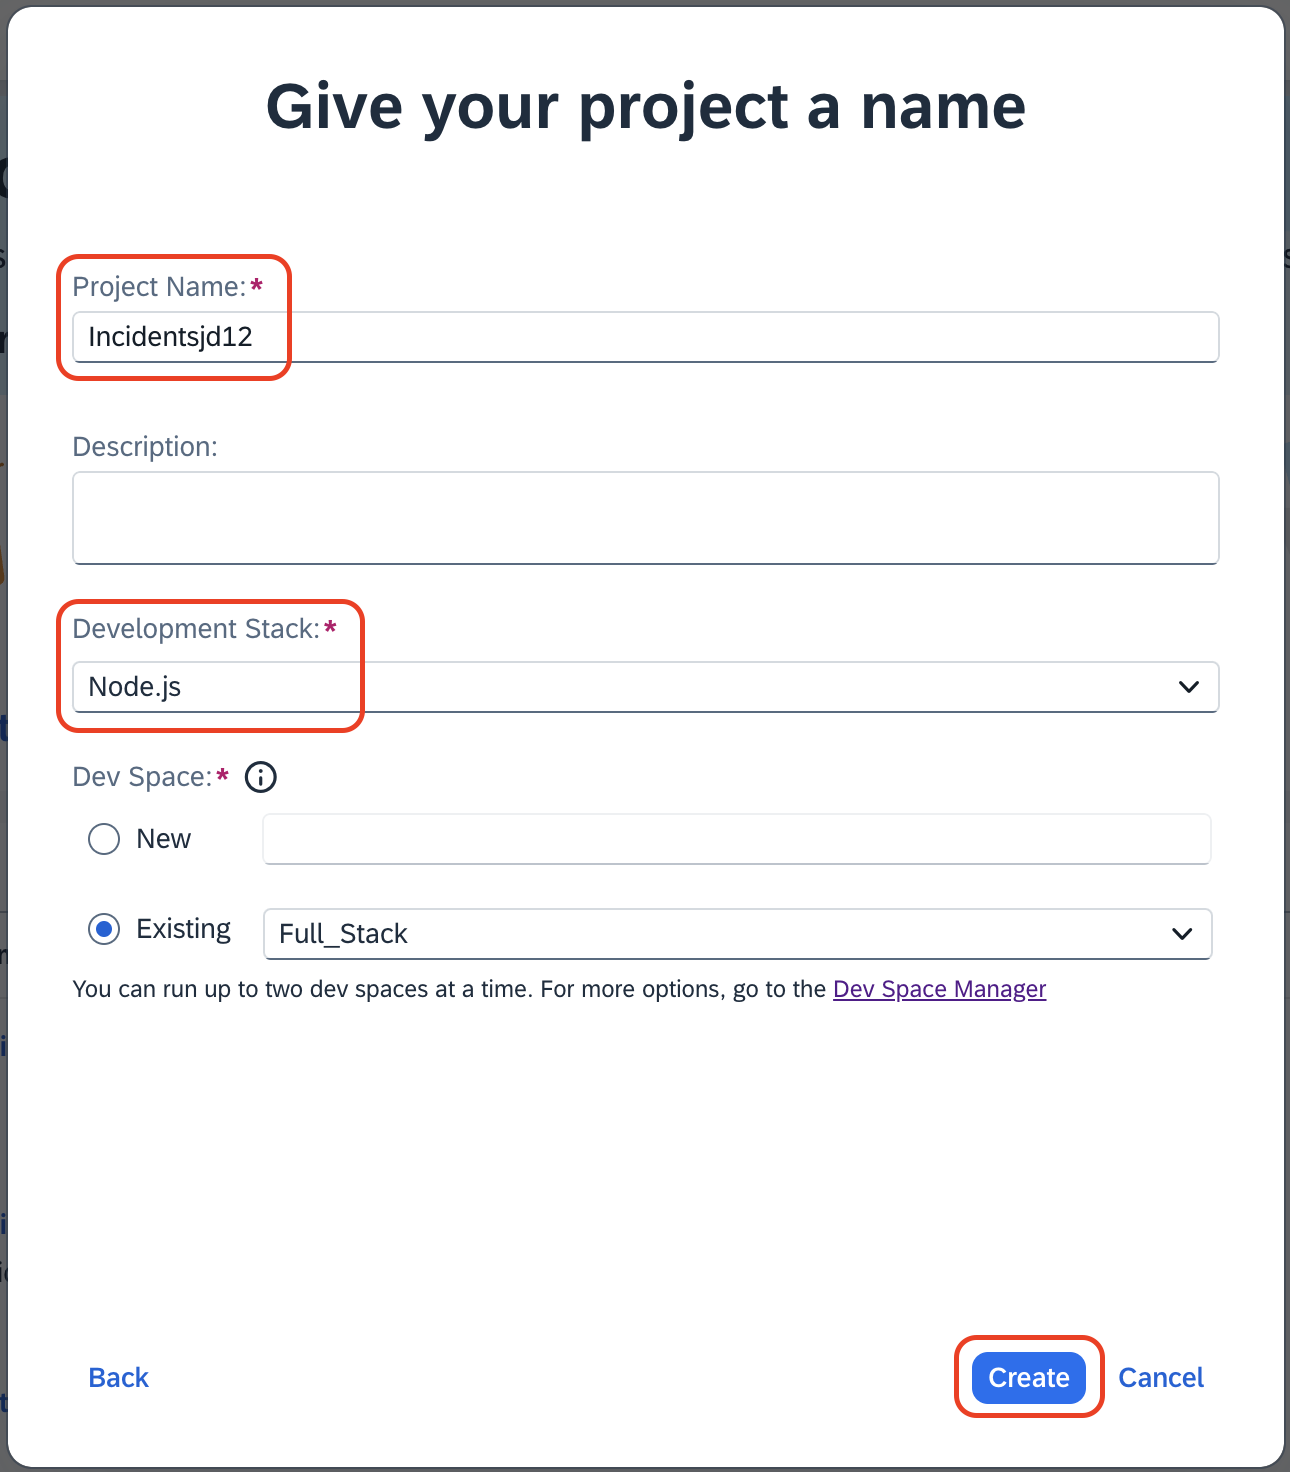 Give your project a name
Project Name:*
Incidentsjd12
Description:
Development Stack:*
Node.js
Dev Space:*
New
Existing
Full_Stack
You can run up to two dev spaces at a time. For more options, go to the Dev Space Manager
Back
Create
Cancel